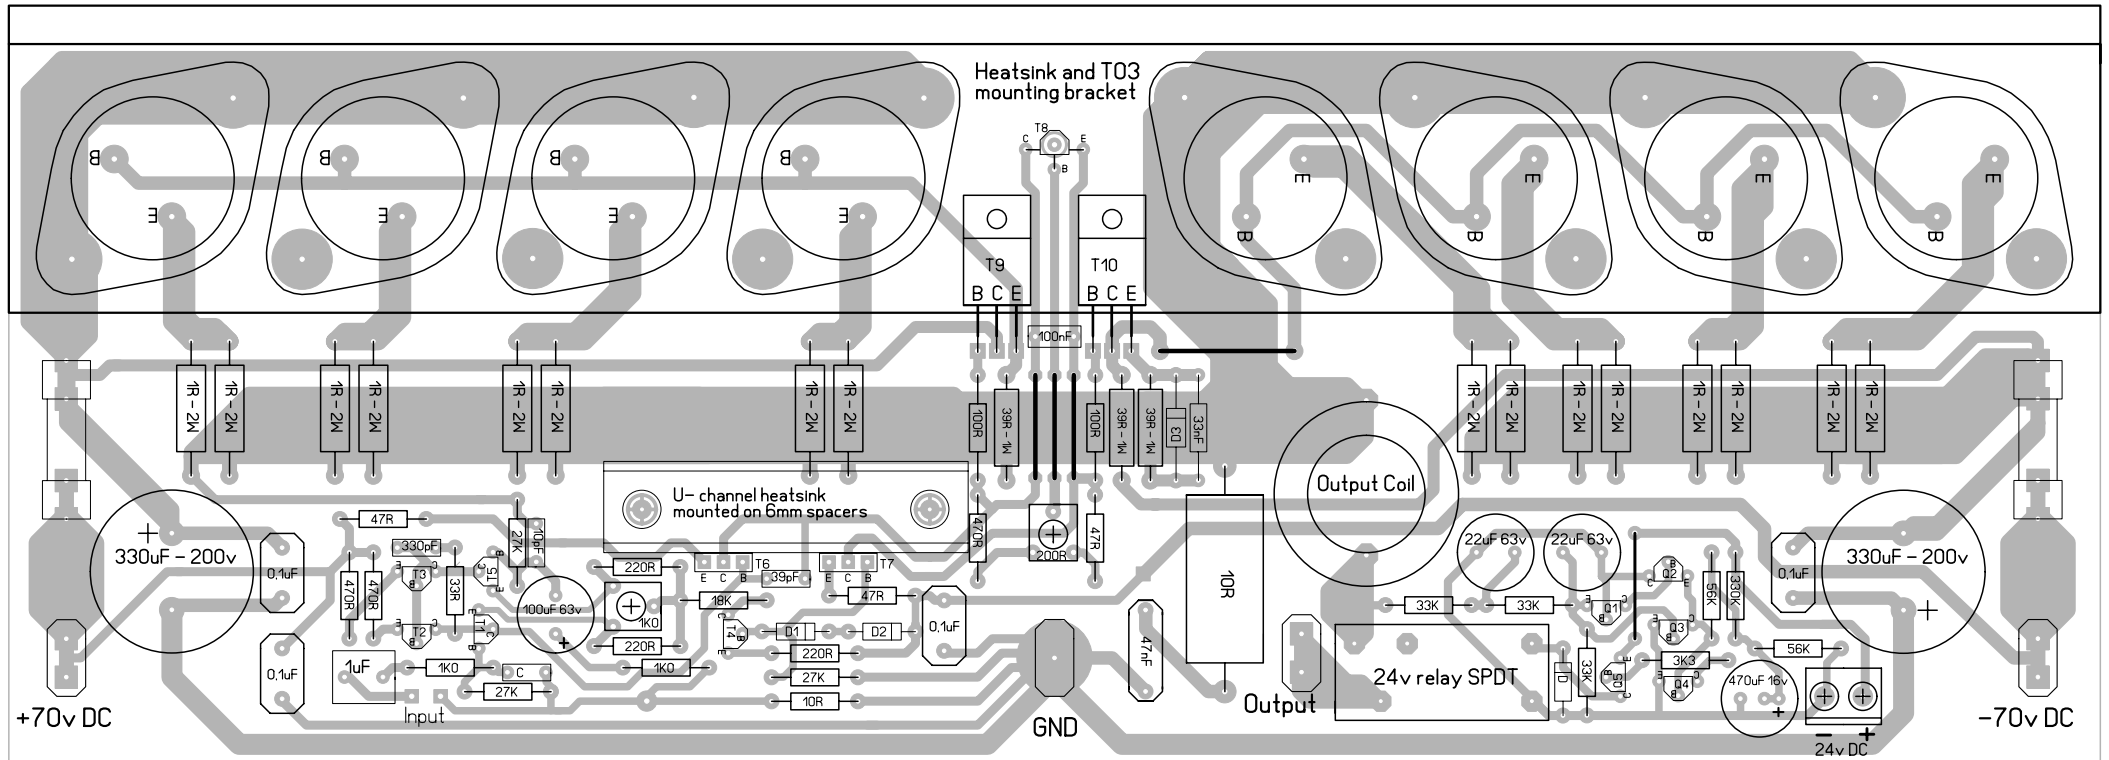 Heatsink and TO3
mounting bracket
T8
C
E
B
B
B
B
B
E
E
E
E
E
E
E
E
B
B
B
B
T9
B C E
T10
B C E
100nF
1R-2W
1R-2W
1R-2W
1R-2W
1R-2W
1R-2W
1R-2W
1R-2W
100R
39R-1W
100R
39R-1W
39R-1W
D3
33nF
1R-2W
1R-2W
1R-2W
1R-2W
1R-2W
1R-2W
1R-2W
1R-2W
U- channel heatsink
mounted on 6mm spacers
Output Coil
+
330uF-200v
0,1uF
47R
330pF
470R
470R
T3
E
C
B
33R
T5
B
C
E
27K
10pF
T2
E
C
B
T1
E
C
B
100uF 63v
+
220R
1K0
220R
1K0
T6
E C B
39pF
T7
E C B
18K
47R
T4
C
B
E
D1
D2
220R
27K
10R
0,1uF
470R
200R
47R
10R
47nF
0,1uF
1uF
1K0
C
27K
Input
+70v DC
GND
Output
22uF 63v
22uF 63v
33K
33K
Q2
B
C
E
Q1
E
C
B
Q3
E
C
B
56K
330K
0,1uF
330uF-200v
+
24v relay SPDT
D
33K
Q5
E
B
C
3K3
Q4
E
C
B
56K
470uF 16v
+
- +
24v DC
-70v DC